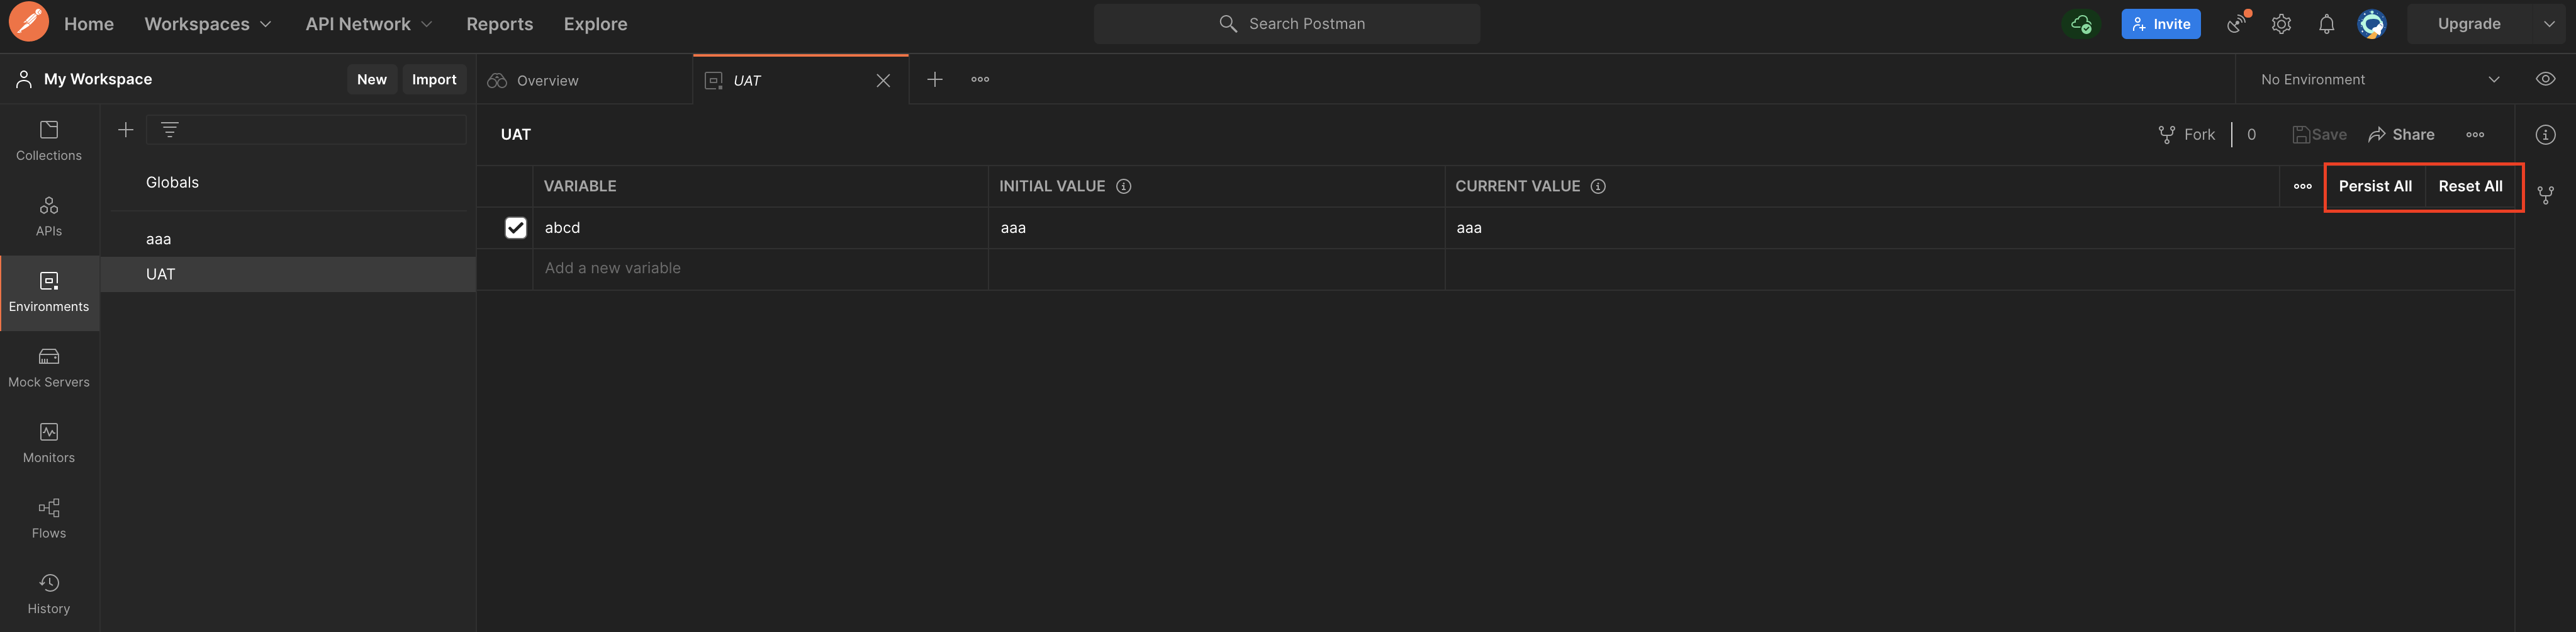 Home Workspaces API Network Reports Explore Search Postman Invite Upgrade
My Workspace New Import Overview UAT No Environment
Collections
APIs
Environments
Mock Servers
Monitors
Flows
History
Globals
aaa
UAT
UAT Fork 0 Save Share
VARIABLE INITIAL VALUE CURRENT VALUE Persist All Reset All
abcd aaa aaa
Add a new variable